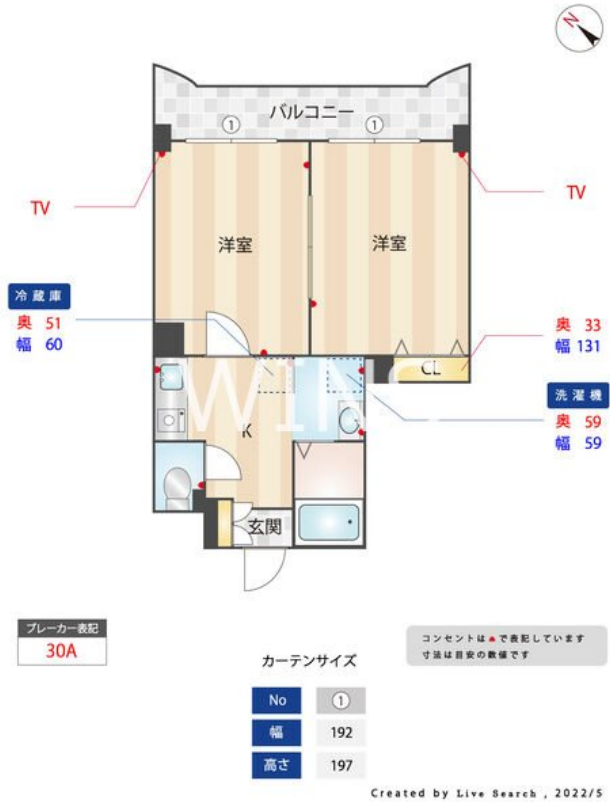 N
バルコニー
①
①
TV
TV
洋室
洋室
冷蔵庫
奥 51
幅 60
奥 33
幅 131
CL
洗濯機
奥 59
幅 59
WINS
K
玄関
ブレーカー表記
30A
コンセントは●で表記しています
寸法は目安の数値です
カーテンサイズ
No ①
幅 192
高さ 197
Created by Live Search , 2022/5